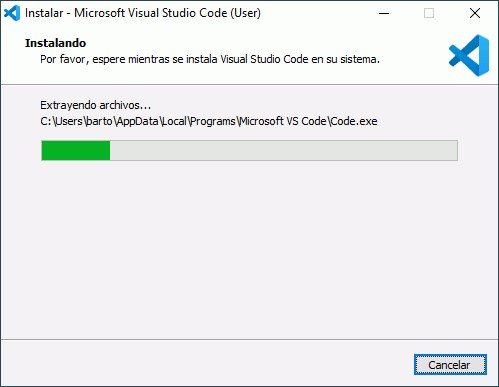 Instalar - Microsoft Visual Studio Code (User)
Instalando
Por favor, espere mientras se instala Visual Studio Code en su sistema.
Extrayendo archivos...
C:\Users\barto\AppData\Local\Programs\Microsoft VS Code\Code.exe
Cancelar